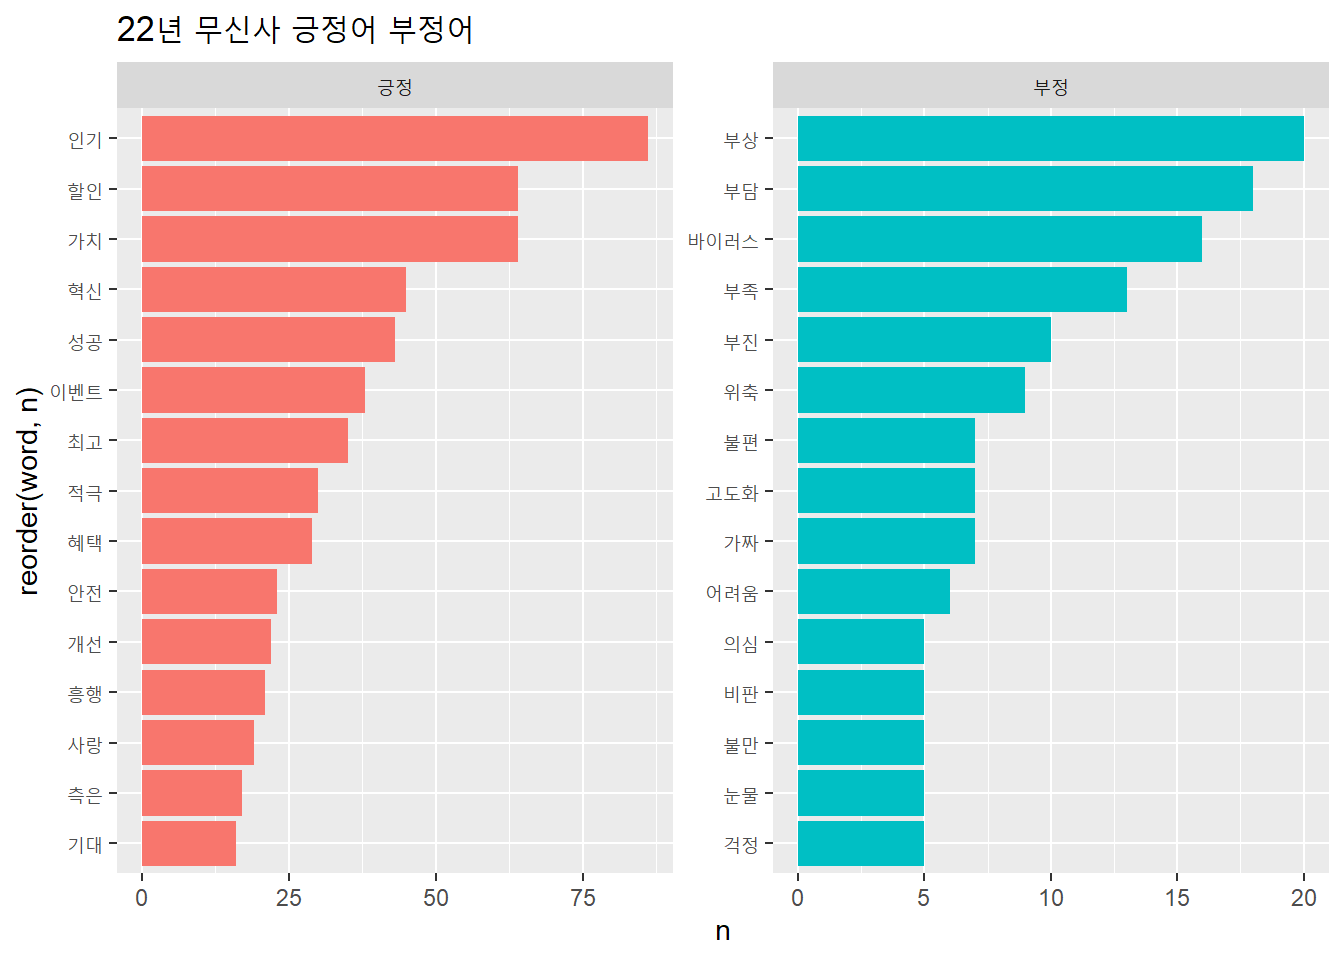 22년 무신사 긍정어 부정어
긍정
부정
reorder(word, n)
인기
할인
가치
혁신
성공
이벤트
최고
적극
혜택
안전
개선
흥행
사랑
측은
기대
0 25 50 75
부상
부담
바이러스
부족
부진
위축
불편
고도화
가짜
어려움
의심
비판
불만
눈물
걱정
0 5 10 15 20
n